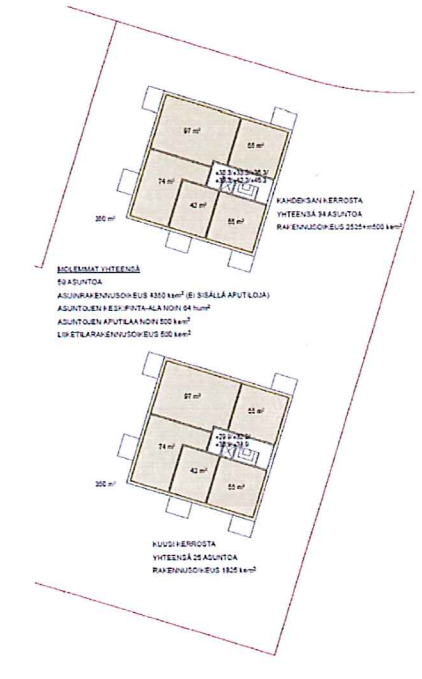 97 m²
55 m²
74 m²
42 m²
55 m²
350 m²
KAHDEKSAN KERROSTA
YHTEENSÄ 34 ASUNTOA
RAKENNUSOIKEUS 2525+m500 kem²
MOLEMMAT YHTEENSÄ
59 ASUNTOA
ASUINRAKENNUSOIKEUS 4350 kem² (EI SISÄLLÄ APUTILOJA)
ASUNTOJEN KESKIPINTA-ALA NOIN 64 hum²
ASUNTOJEN APUTILAA NOIN 500 kem²
LIIKETILARAKENNUSOIKEUS 500 kem²
97 m²
55 m²
74 m²
42 m²
55 m²
350 m²
KUUSI KERROSTA
YHTEENSÄ 25 ASUNTOA
RAKENNUSOIKEUS 1825 kem²